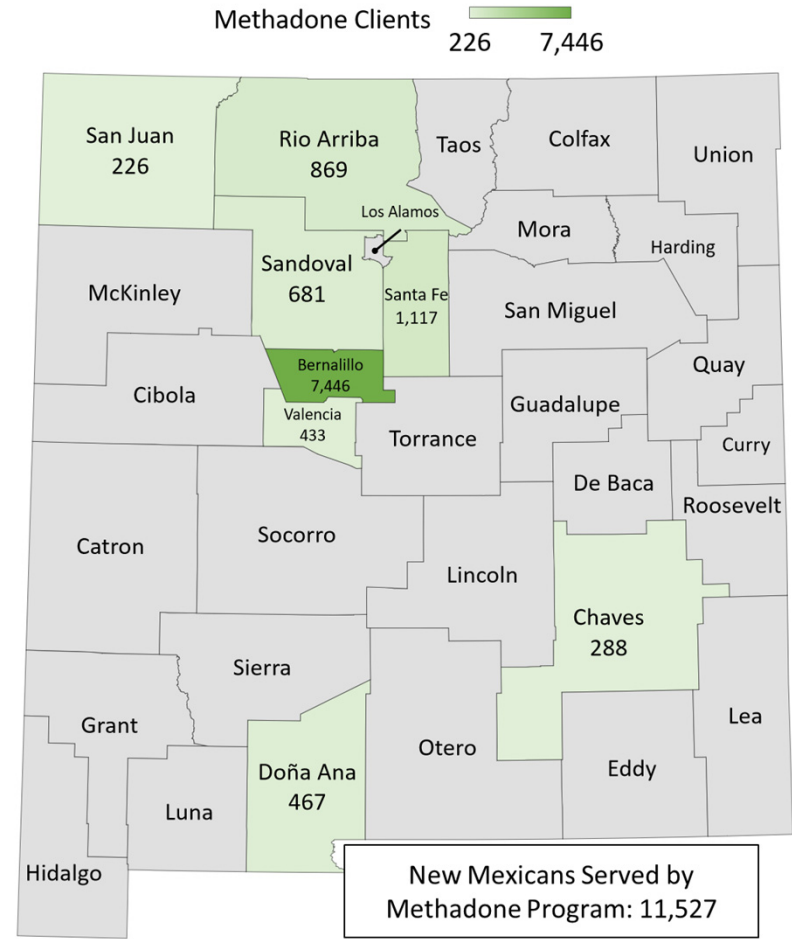 Methadone Clients
226 7,446
San Juan
226
Rio Arriba
869
Taos
Colfax
Union
Los Alamos
Mora
Harding
McKinley
Sandoval
681
Santa Fe
1,117
San Miguel
Quay
Cibola
Bernalillo
7,446
Valencia
433
Torrance
Guadalupe
Curry
De Baca
Roosevelt
Catron
Socorro
Lincoln
Chaves
288
Sierra
Grant
Otero
Lea
Eddy
Doña Ana
467
Luna
Hidalgo
New Mexicans Served by
Methadone Program: 11,527